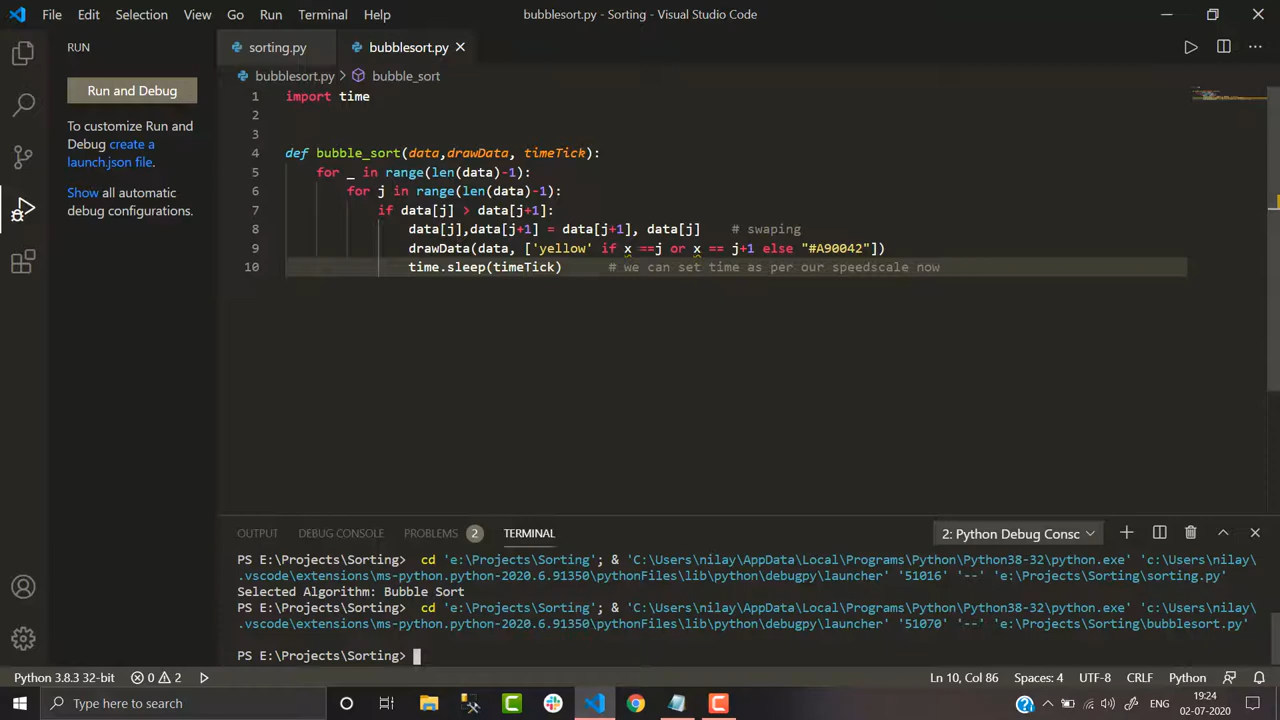 File Edit Selection View Go Run Terminal Help bubblesort.py - Sorting - Visual Studio Code
RUN
Run and Debug
To customize Run and
Debug create a
launch.json file.
Show all automatic
debug configurations.
sorting.py bubblesort.py
bubblesort.py > bubble_sort
1 import time
2
3
4 def bubble_sort(data,drawData, timeTick):
5 for _ in range(len(data)-1):
6 for j in range(len(data)-1):
7 if data[j] > data[j+1]:
8 data[j],data[j+1] = data[j+1], data[j] # swaping
9 drawData(data, ['yellow' if x ==j or x == j+1 else "#A90042"])
10 time.sleep(timeTick) # we can set time as per our speedscale now
OUTPUT DEBUG CONSOLE PROBLEMS 2 TERMINAL 2: Python Debug Consc
PS E:\Projects\Sorting> cd 'e:\Projects\Sorting'; & 'C:\Users\nilay\AppData\Local\Programs\Python\Python38-32\python.exe' 'c:\Users\nilay\
.vscode\extensions\ms-python.python-2020.6.91350\pythonFiles\lib\python\debugpy\launcher' '51016' '--' 'e:\Projects\Sorting\sorting.py'
Selected Algorithm: Bubble Sort
PS E:\Projects\Sorting> cd 'e:\Projects\Sorting'; & 'C:\Users\nilay\AppData\Local\Programs\Python\Python38-32\python.exe' 'c:\Users\nilay\
.vscode\extensions\ms-python.python-2020.6.91350\pythonFiles\lib\python\debugpy\launcher' '51070' '--' 'e:\Projects\Sorting\bubblesort.py'
PS E:\Projects\Sorting>
Python 3.8.3 32-bit 0 2 Ln 10, Col 86 Spaces: 4 UTF-8 CRLF Python
Type here to search ENG 19:24
02-07-2020